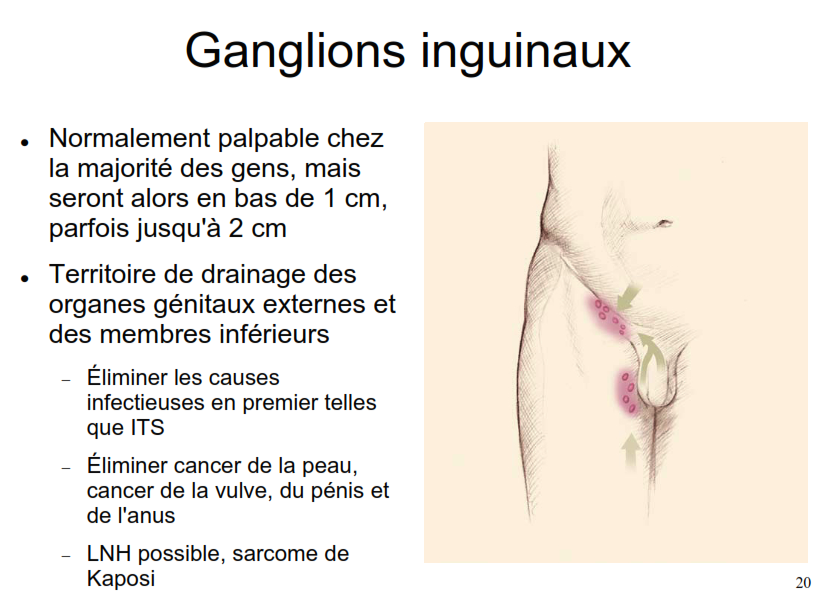 Ganglions inguinaux
● Normalement palpable chez
la majorité des gens, mais
seront alors en bas de 1 cm,
parfois jusqu'à 2 cm
● Territoire de drainage des
organes génitaux externes et
des membres inférieurs
– Éliminer les causes
infectieuses en premier telles
que ITS
– Éliminer cancer de la peau,
cancer de la vulve, du pénis et
de l'anus
– LNH possible, sarcome de
Kaposi
20